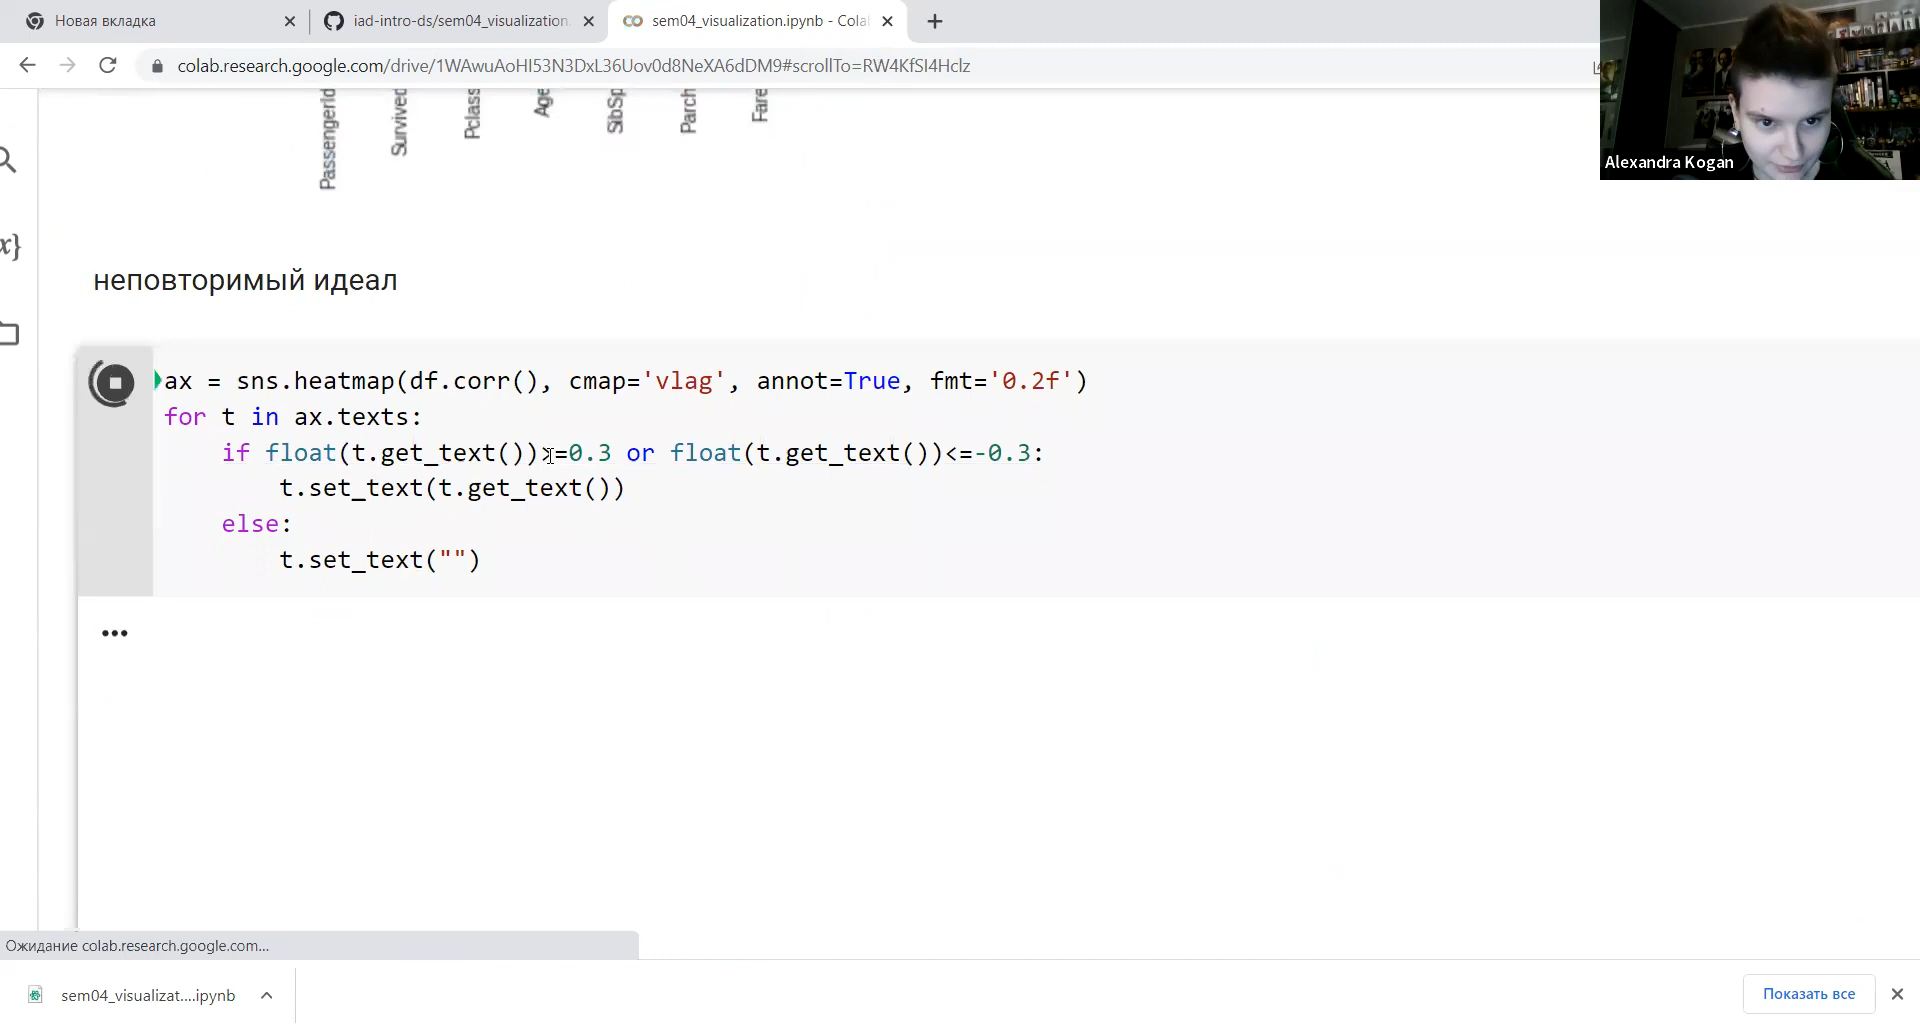 Новая вкладка
iad-intro-ds/sem04_visualization.
sem04_visualization.ipynb - Cola
colab.research.google.com/drive/1WAwuAoHI53N3DxL36Uov0d8NeXA6dDM9#scrollTo=RW4KfSI4Hclz
Alexandra Kogan
PassengerId
Survived
Pclass
Age
SibSp
Parch
Fare
x}
неповторимый идеал
ax = sns.heatmap(df.corr(), cmap='vlag', annot=True, fmt='0.2f')
for t in ax.texts:
if float(t.get_text())>=0.3 or float(t.get_text())<=-0.3:
t.set_text(t.get_text())
else:
t.set_text("")
Ожидание colab.research.google.com...
sem04_visualizat....ipynb
Показать все